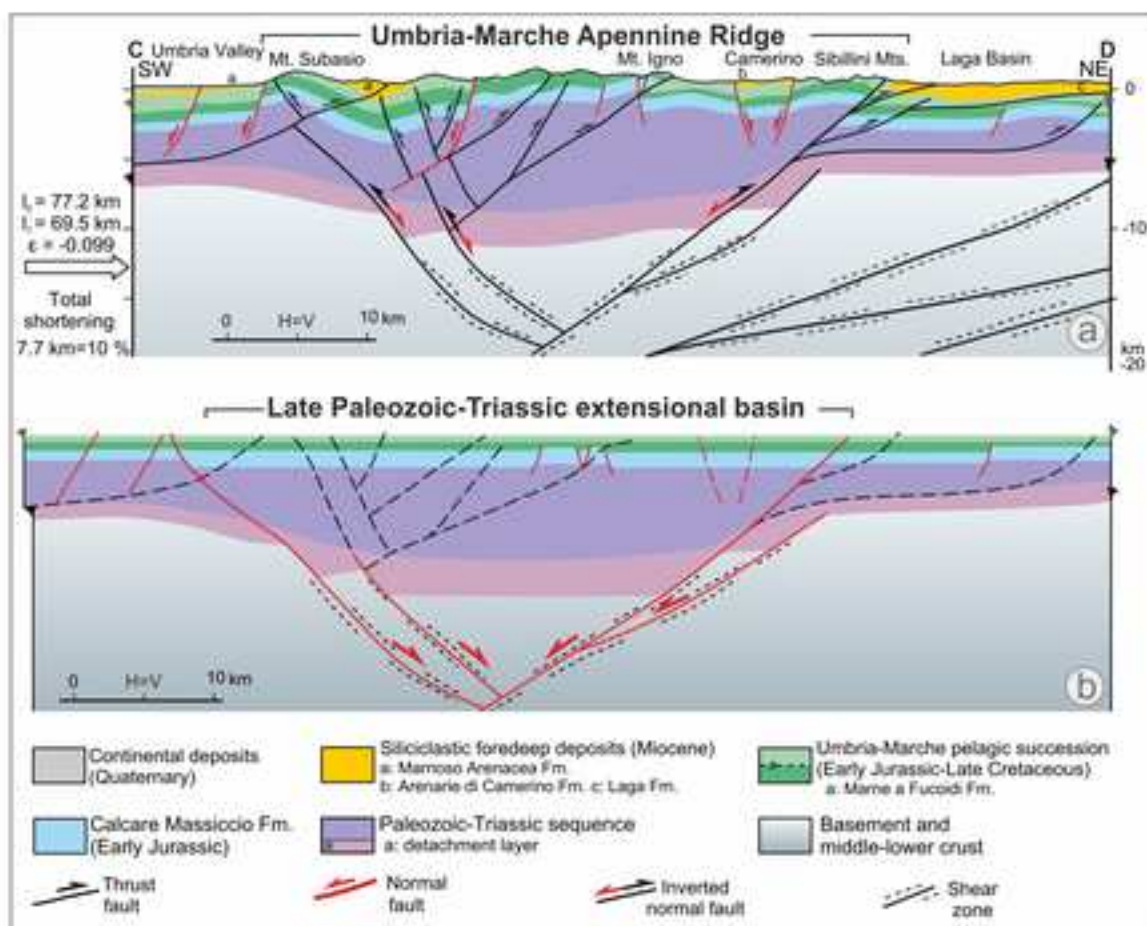 Umbria-Marche Apennine Ridge
C
SW
Umbria Valley
Mt. Subasio
Mt. Igno
Camerino
Sibillini Mts.
Laga Basin
D
NE
a
a
b
c
0
-10
km
-20
l₀ = 77.2 km
l₁ = 69.5 km
ε = -0.099
Total
shortening
7.7 km=10 %
0 H=V 10 km
a
Late Paleozoic-Triassic extensional basin
0 H=V 10 km
b
Continental deposits
(Quaternary)
Siliciclastic foredeep deposits (Miocene)
a: Marnoso Arenacea Fm.
b: Arenarie di Camerino Fm. c: Laga Fm.
Umbria-Marche pelagic succession
(Early Jurassic-Late Cretaceous)
a: Marne a Fucoidi Fm.
Calcare Massiccio Fm.
(Early Jurassic)
a
Paleozoic-Triassic sequence
a: detachment layer
Basement and
middle-lower crust
Thrust
fault
Normal
fault
Inverted
normal fault
Shear
zone